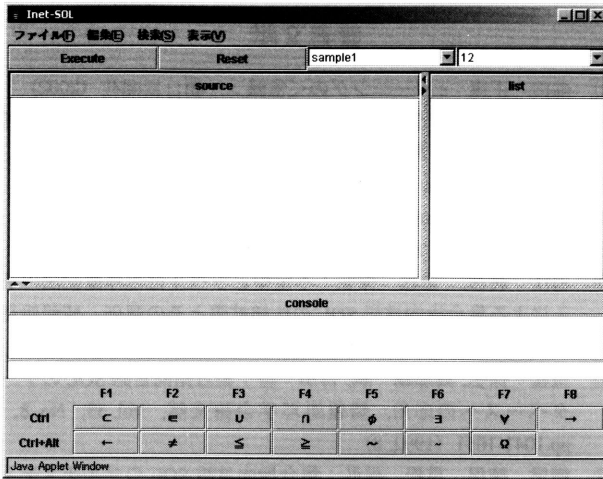 Inet-SOL
ファイル(F) 編集(E) 検索(S) 表示(V)
Execute Reset sample1 12
source list
console
F1 F2 F3 F4 F5 F6 F7 F8
Ctrl ⊂ ∈ ∪ ∩ φ ∃ ∀ →
Ctrl+Alt ← ≠ ≦ ≧ ～ - Ω
Java Applet Window